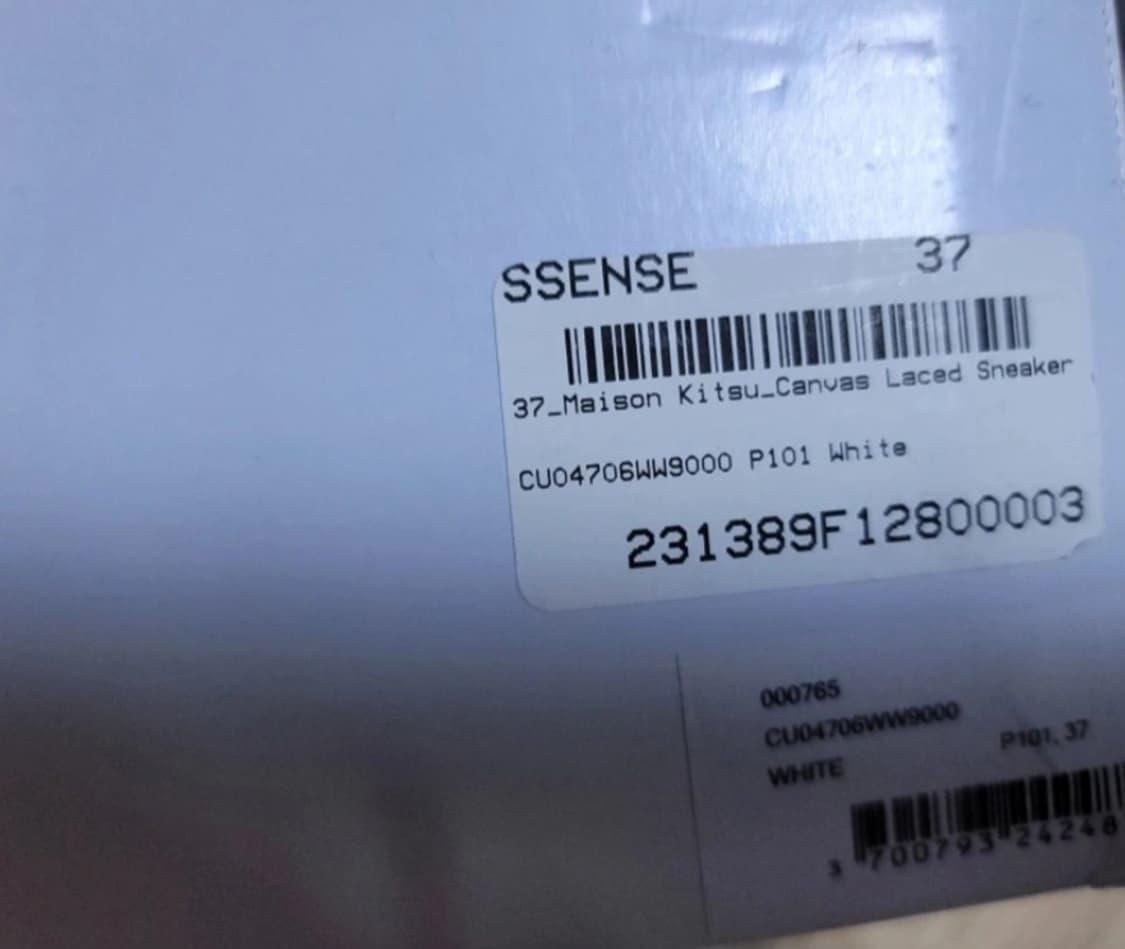 SSENSE 37
37_Maison Kitsu_Canvas Laced Sneaker
CU04706WW9000 P101 White
231389F12800003
000765
CU04706WW9000
P101, 37
WHITE
3 700793 24248